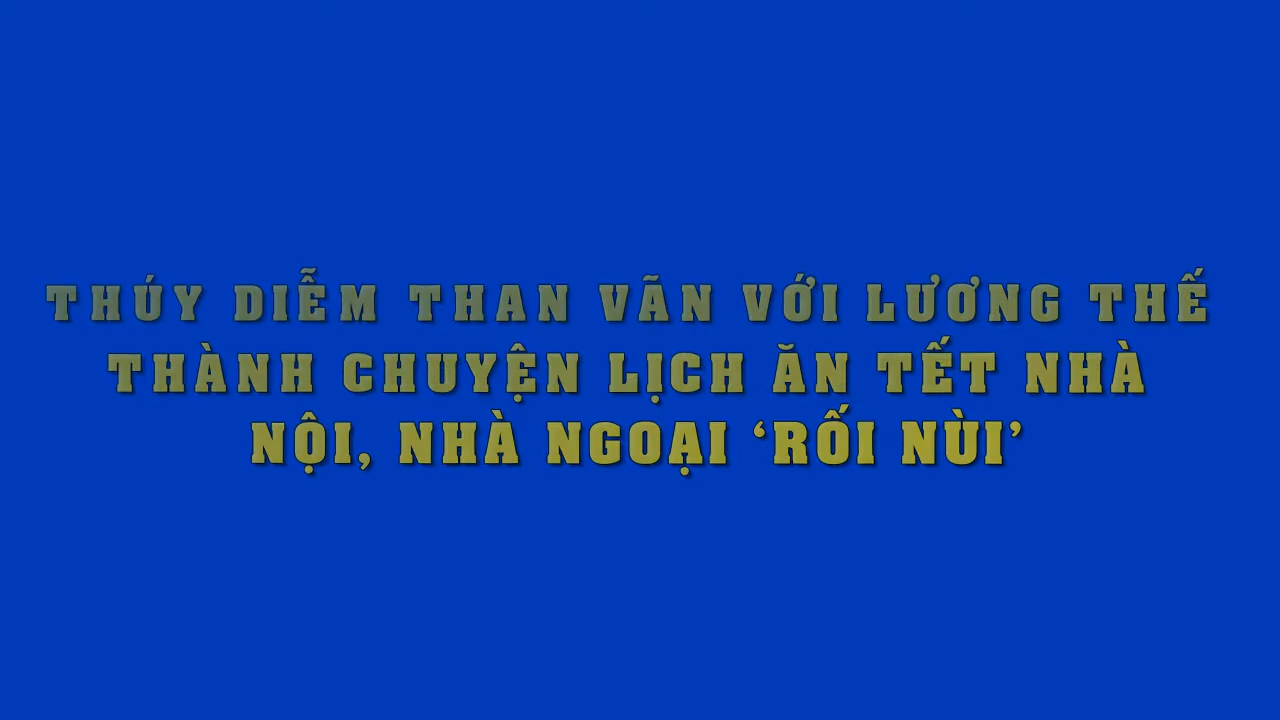 THÚY DIỄM THAN VÃN VỚI LƯƠNG THẾ
THÀNH CHUYỆN LỊCH ĂN TẾT NHÀ
NỘI, NHÀ NGOẠI ‘RỐI NÙI’